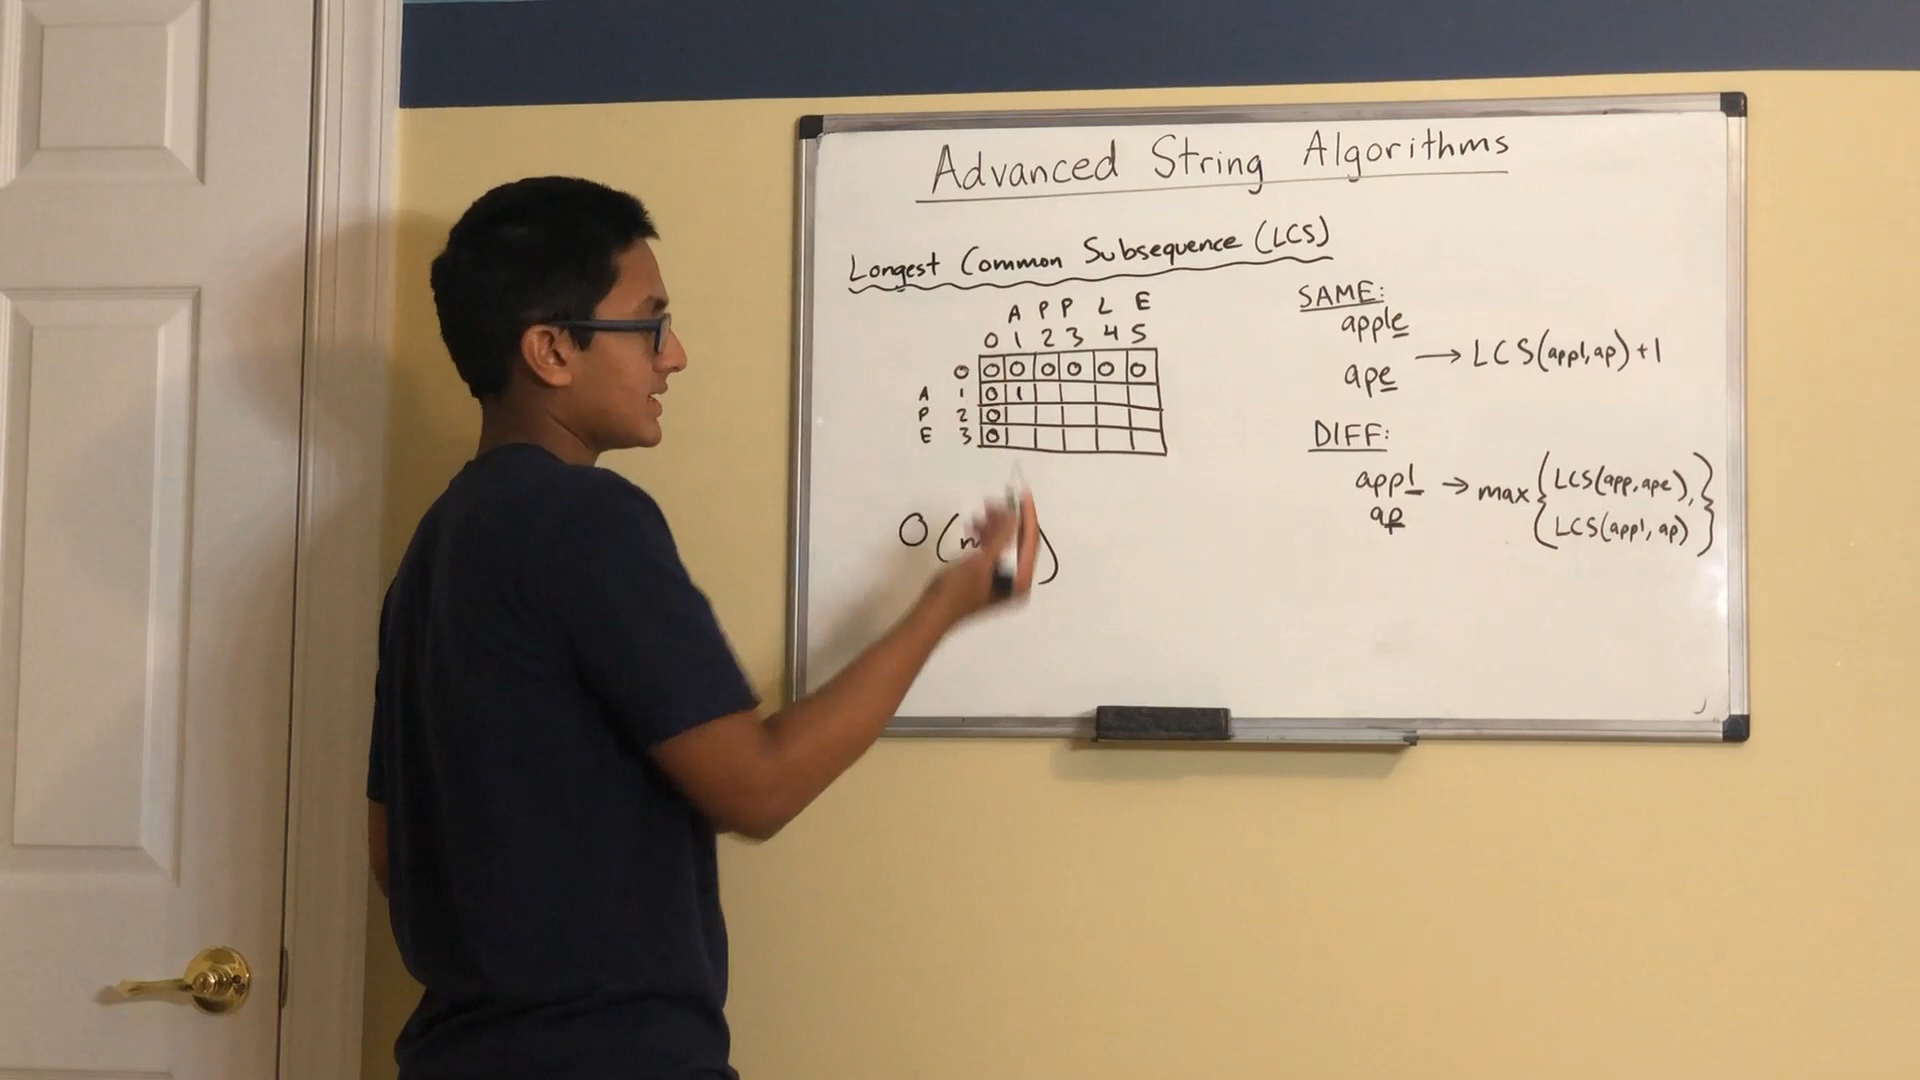 Advanced String Algorithms
Longest Common Subsequence (LCS)
A P P L E
0 1 2 3 4 5
0 0 0 0 0 0 0
A 1 0 1
P 2 0
E 3 0
O(n
SAME:
apple
ape → LCS(appl,ap)+1
DIFF:
appl → max { LCS(app,ape),
ap LCS(appl, ap) }